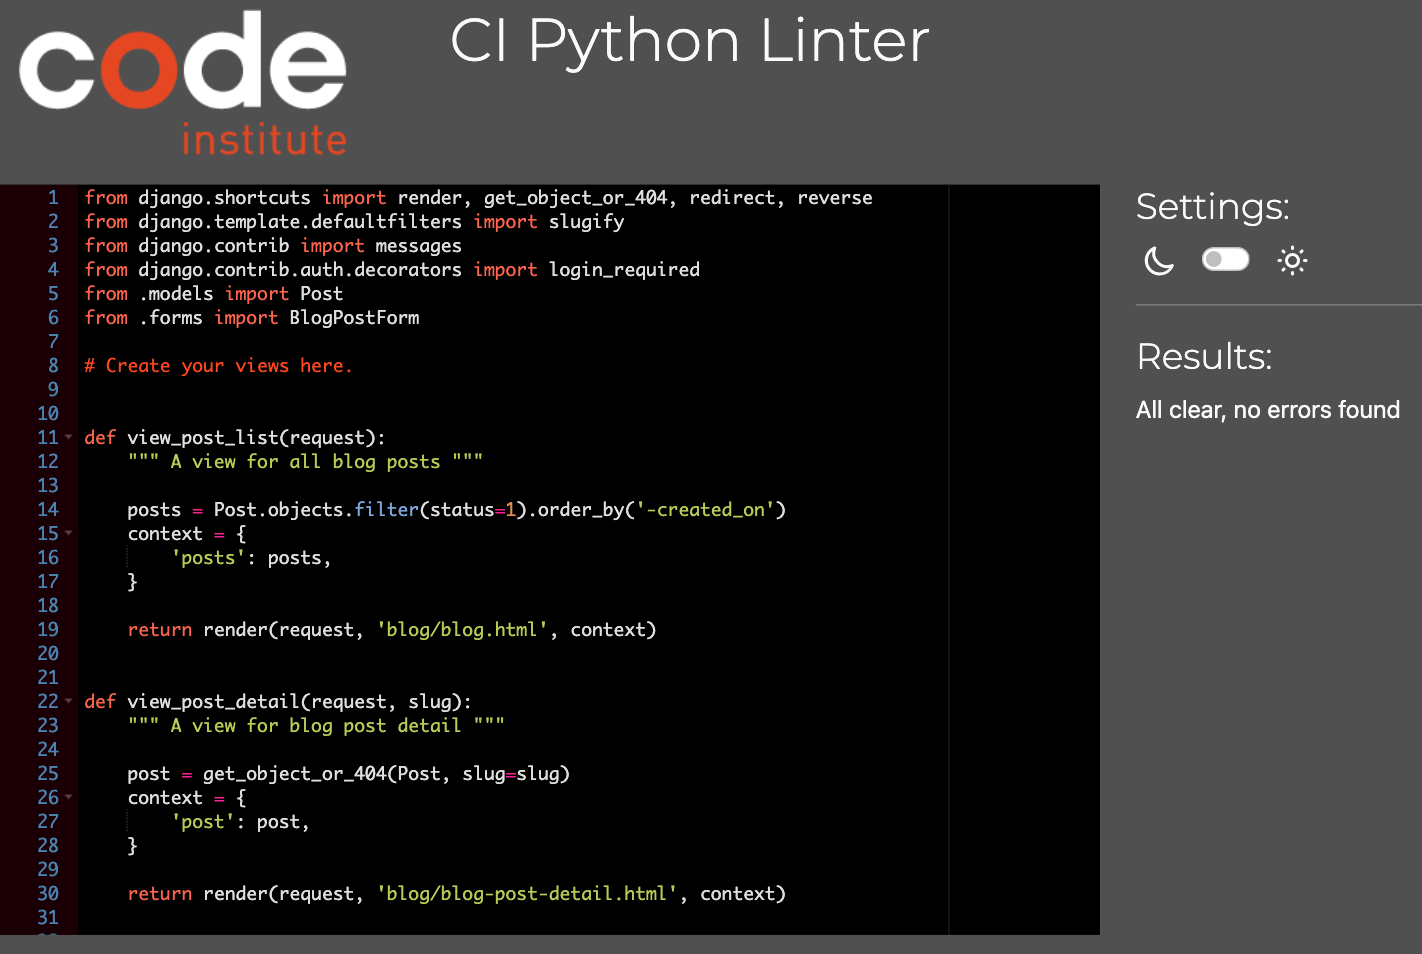 code
institute
CI Python Linter
1 from django.shortcuts import render, get_object_or_404, redirect, reverse
2 from django.template.defaultfilters import slugify
3 from django.contrib import messages
4 from django.contrib.auth.decorators import login_required
5 from .models import Post
6 from .forms import BlogPostForm
7
8 # Create your views here.
9
10
11 def view_post_list(request):
12     """ A view for all blog posts """
13
14     posts = Post.objects.filter(status=1).order_by('-created_on')
15     context = {
16         'posts': posts,
17     }
18
19     return render(request, 'blog/blog.html', context)
20
21
22 def view_post_detail(request, slug):
23     """ A view for blog post detail """
24
25     post = get_object_or_404(Post, slug=slug)
26     context = {
27         'post': post,
28     }
29
30     return render(request, 'blog/blog-post-detail.html', context)
31
Settings:
Results:
All clear, no errors found